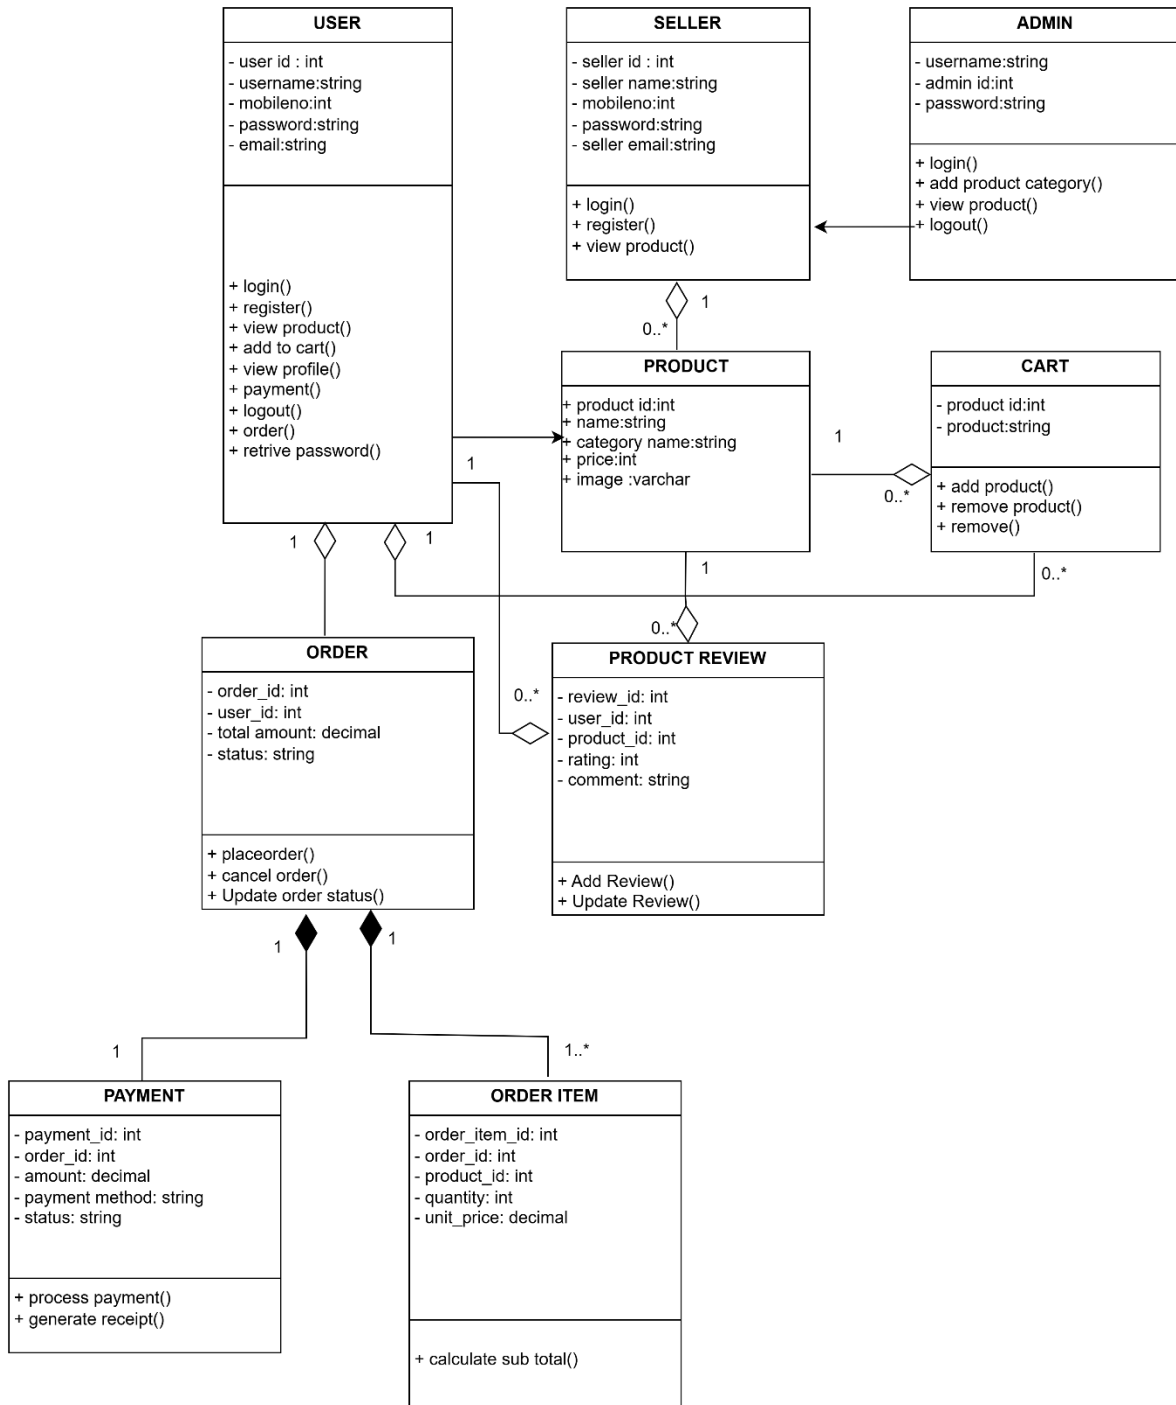 USER
- user id : int
- username:string
- mobileno:int
- password:string
- email:string
+ login()
+ register()
+ view product()
+ add to cart()
+ view profile()
+ payment()
+ logout()
+ order()
+ retrive password()
SELLER
- seller id : int
- seller name:string
- mobileno:int
- password:string
- seller email:string
+ login()
+ register()
+ view product()
ADMIN
- username:string
- admin id:int
- password:string
+ login()
+ add product category()
+ view product()
+ logout()
1
0..*
PRODUCT
+ product id:int
+ name:string
+ category name:string
+ price:int
+ image :varchar
1
0..*
CART
- product id:int
- product:string
+ add product()
+ remove product()
+ remove()
1
1
1
1
0..*
0..*
ORDER
- order_id: int
- user_id: int
- total amount: decimal
- status: string
+ placeorder()
+ cancel order()
+ Update order status()
0..*
PRODUCT REVIEW
- review_id: int
- user_id: int
- product_id: int
- rating: int
- comment: string
+ Add Review()
+ Update Review()
1
1
1
1..*
PAYMENT
- payment_id: int
- order_id: int
- amount: decimal
- payment method: string
- status: string
+ process payment()
+ generate receipt()
ORDER ITEM
- order_item_id: int
- order_id: int
- product_id: int
- quantity: int
- unit_price: decimal
+ calculate sub total()